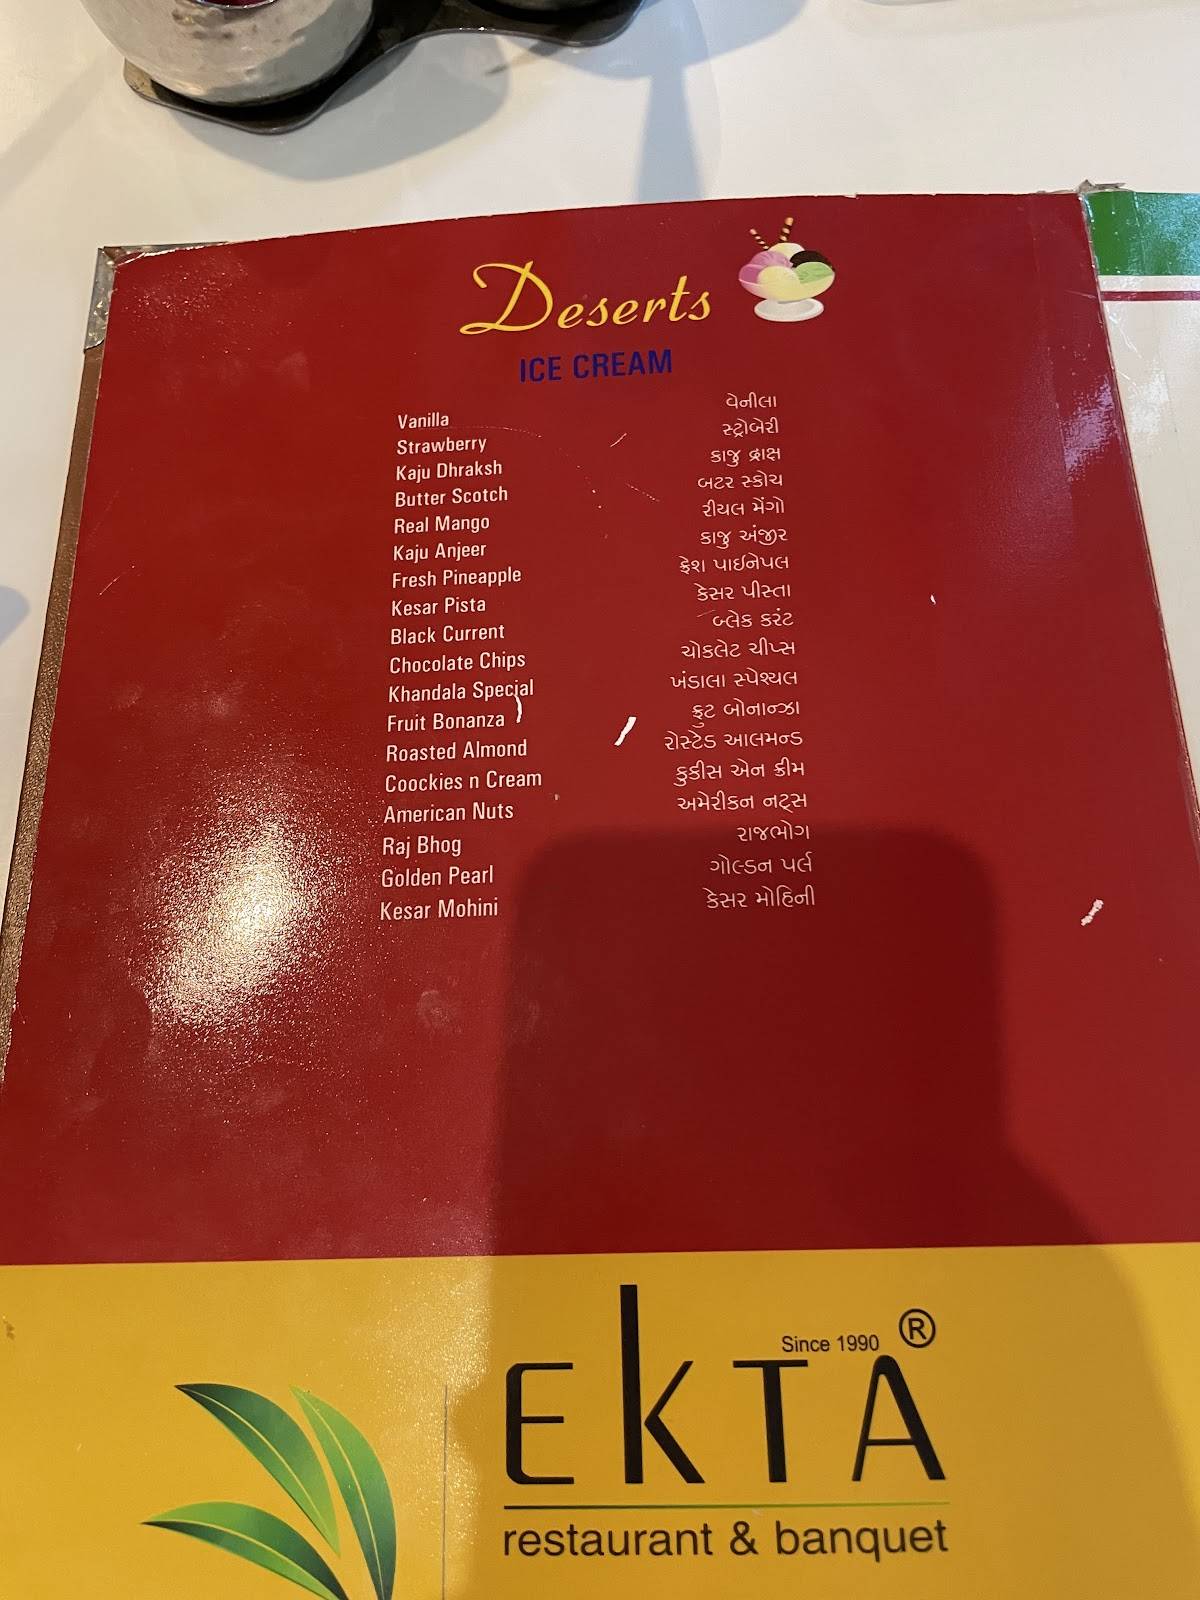 Deserts
ICE CREAM
Vanilla વેનીલા
Strawberry સ્ટ્રોબેરી
Kaju Dhraksh કાજુ દ્રાક્ષ
Butter Scotch બટર સ્કોચ
Real Mango રીયલ મેંગો
Kaju Anjeer કાજુ અંજીર
Fresh Pineapple ફ્રેશ પાઈનેપલ
Kesar Pista કેસર પીસ્તા
Black Current બ્લેક કરંટ
Chocolate Chips ચોકલેટ ચીપ્સ
Khandala Special ખંડાલા સ્પેશ્યલ
Fruit Bonanza ફ્રુટ બોનાન્ઝા
Roasted Almond રોસ્ટેડ આલમન્ડ
Coockies n Cream કુકીસ એન ક્રીમ
American Nuts અમેરીકન નટ્સ
Raj Bhog રાજભોગ
Golden Pearl ગોલ્ડન પર્લ
Kesar Mohini કેસર મોહિની
Since 1990 ®
EKTA
restaurant & banquet